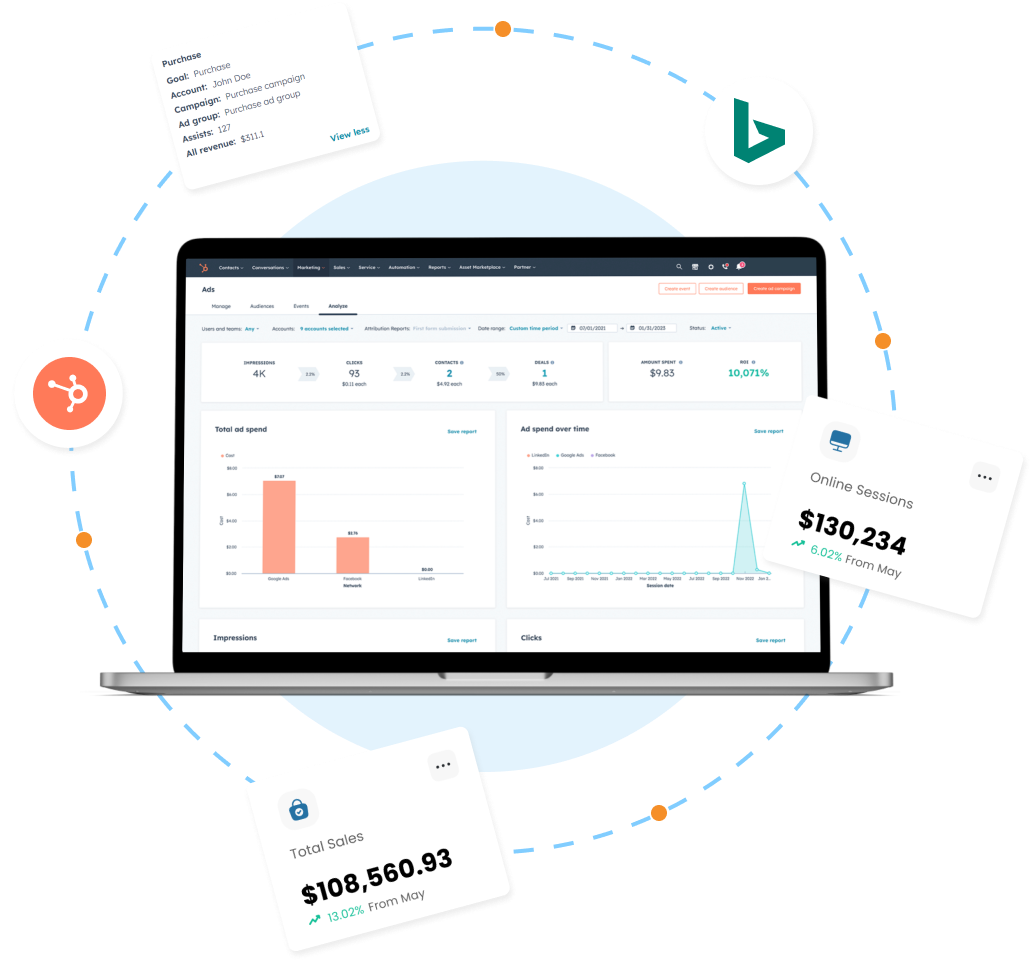 Purchase
Goal: Purchase
Account: John Doe
Campaign: Purchase campaign
Ad group: Purchase ad group
Assists: 127
All revenue: $311.1
View less
Contacts Conversations Marketing Sales Service Automation Reports Asset Marketplace Partner
Ads
Create event Create audience Create ad campaign
Manage Audiences Events Analyze
Users and teams: Any Accounts: 9 accounts selected Attribution Reports: First form submission Date range: Custom time period 07/01/2021 → 01/31/2023 Status: Active
IMPRESSIONS CLICKS CONTACTS DEALS AMOUNT SPENT ROI
4K 2.2% 93 2.2% 2 50% 1 $9.83 10,071%
$0.11 each $4.92 each $9.83 each
Total ad spend
Save report
Cost
$8.00
$6.00
$4.00
$2.00
$0.00
Cost
$7.07
$2.76
$0.00
Google Ads Facebook LinkedIn
Network
Ad spend over time
Save report
LinkedIn Google Ads Facebook
$8.00
$6.00
$4.00
$2.00
$0.00
Cost
Jul 2022 Sep 2022 Nov 2022 Jan 2022 Mar 2022 May 2022 Jul 2022 Sep 2022 Nov 2022 Jan 2...
Session date
Impressions
Save report
Clicks
Save report
Online Sessions
$130,234
6.02% From May
Total Sales
$108,560.93
13.02% From May